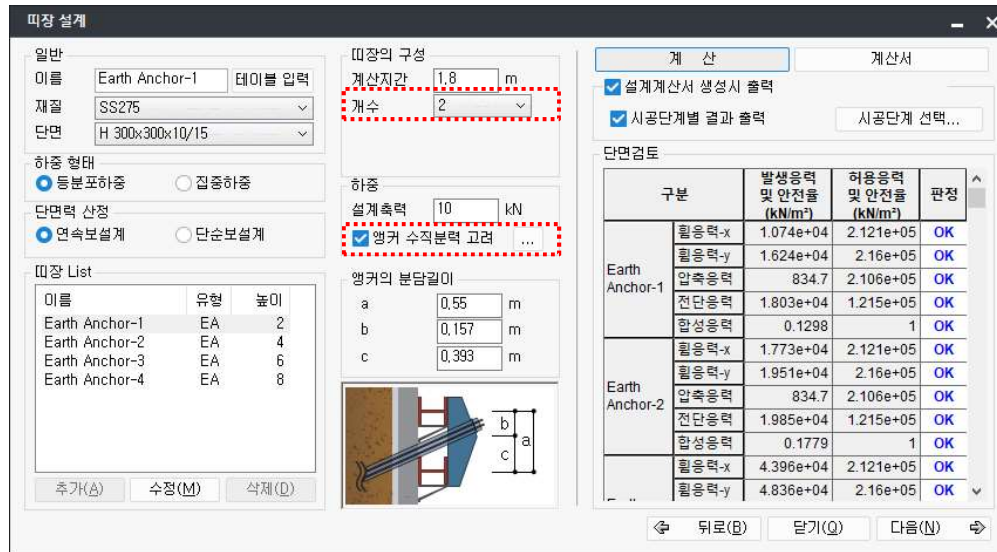 띠장 설계
일반
이름 Earth Anchor-1 테이블 입력
재질 SS275
단면 H 300x300x10/15
하중 형태
등분포하중 집중하중
단면력 산정
연속보설계 단순보설계
띠장 List
이름 유형 높이
Earth Anchor-1 EA 2
Earth Anchor-2 EA 4
Earth Anchor-3 EA 6
Earth Anchor-4 EA 8
추가(A) 수정(M) 삭제(D)
띠장의 구성
계산지간 1.8 m
개수 2
하중
설계축력 10 kN
앵커 수직분력 고려 ...
앵커의 분담길이
a 0.55 m
b 0.157 m
c 0.393 m
b
a
c
계 산 계산서
설계계산서 생성시 출력
시공단계별 결과 출력 시공단계 선택...
단면검토
구분 발생응력 및 안전율 (kN/m²) 허용응력 및 안전율 (kN/m²) 판정
Earth Anchor-1 휨응력-x 1.074e+04 2.121e+05 OK
휨응력-y 1.624e+04 2.16e+05 OK
압축응력 834.7 2.106e+05 OK
전단응력 1.803e+04 1.215e+05 OK
합성응력 0.1298 1 OK
Earth Anchor-2 휨응력-x 1.773e+04 2.121e+05 OK
휨응력-y 1.951e+04 2.16e+05 OK
압축응력 834.7 2.106e+05 OK
전단응력 1.985e+04 1.215e+05 OK
합성응력 0.1779 1 OK
휨응력-x 4.396e+04 2.121e+05 OK
휨응력-y 4.836e+04 2.16e+05 OK
뒤로(B) 닫기(Q) 다음(N)